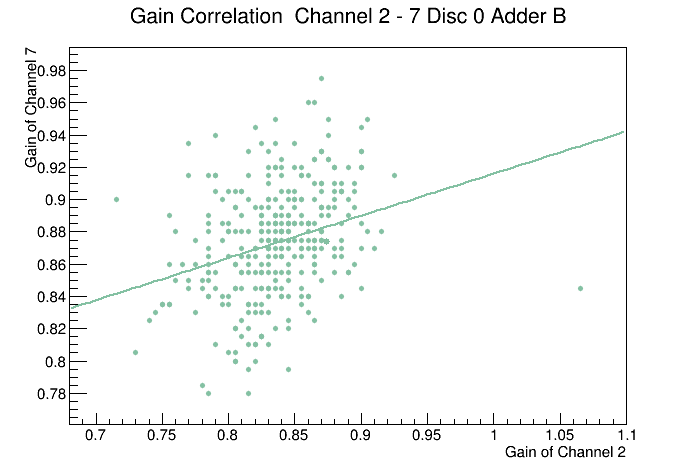 Gain Correlation  Channel 2 - 7 Disc 0 Adder B
Gain of Channel 7
0.98
0.96
0.94
0.92
0.9
0.88
0.86
0.84
0.82
0.8
0.78
0.7 0.75 0.8 0.85 0.9 0.95 1 1.05 1.1
Gain of Channel 2